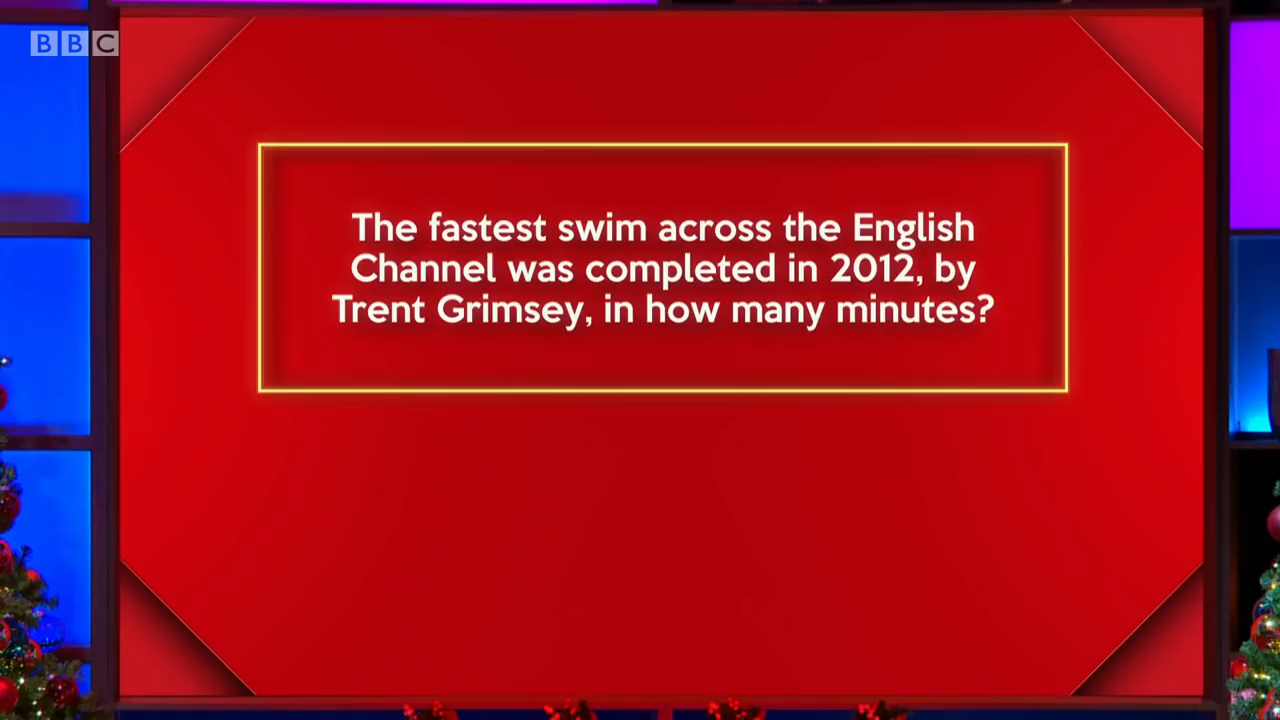 BBC
The fastest swim across the English
Channel was completed in 2012, by
Trent Grimsey, in how many minutes?